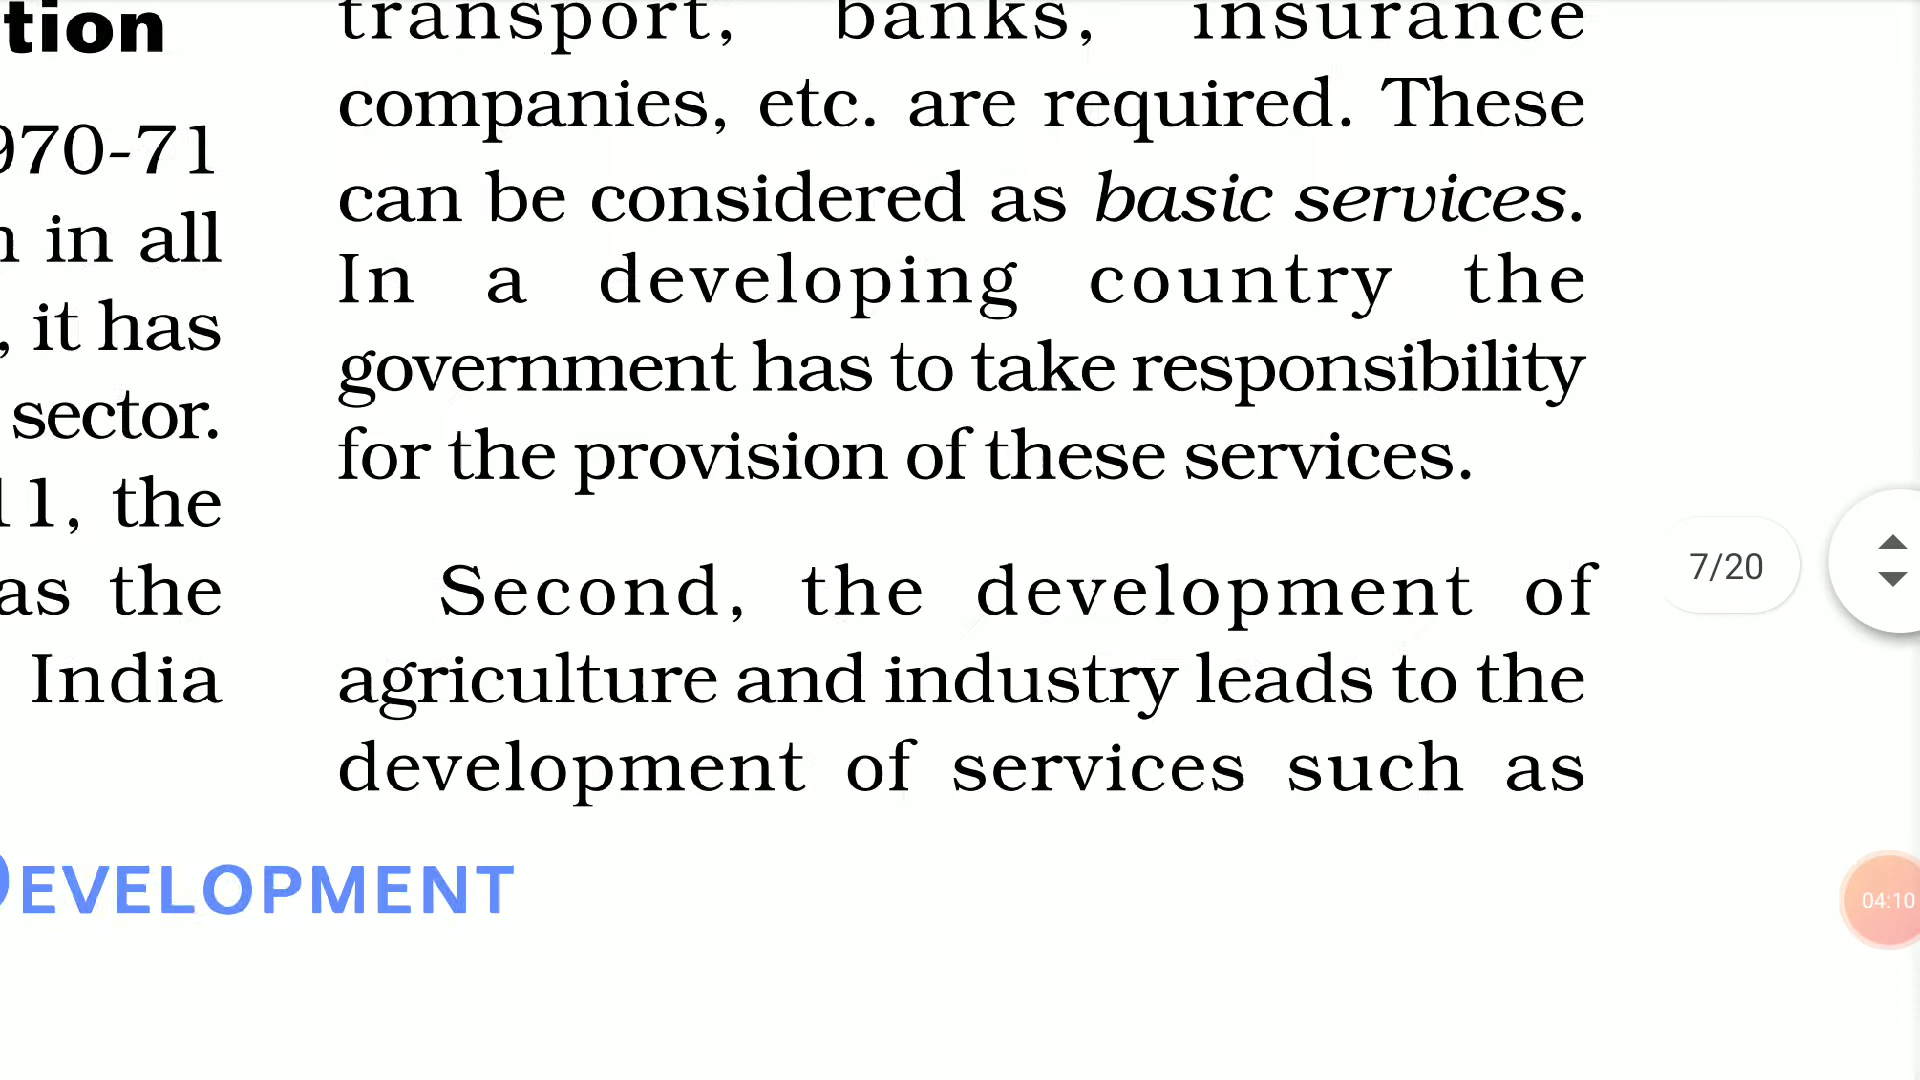 tion
970-71
in all
, it has
sector.
11, the
as the
India
transport, banks, insurance
companies, etc. are required. These
can be considered as basic services.
In a developing country the
government has to take responsibility
for the provision of these services.
Second, the development of
agriculture and industry leads to the
development of services such as
DEVELOPMENT
7/20
04:10